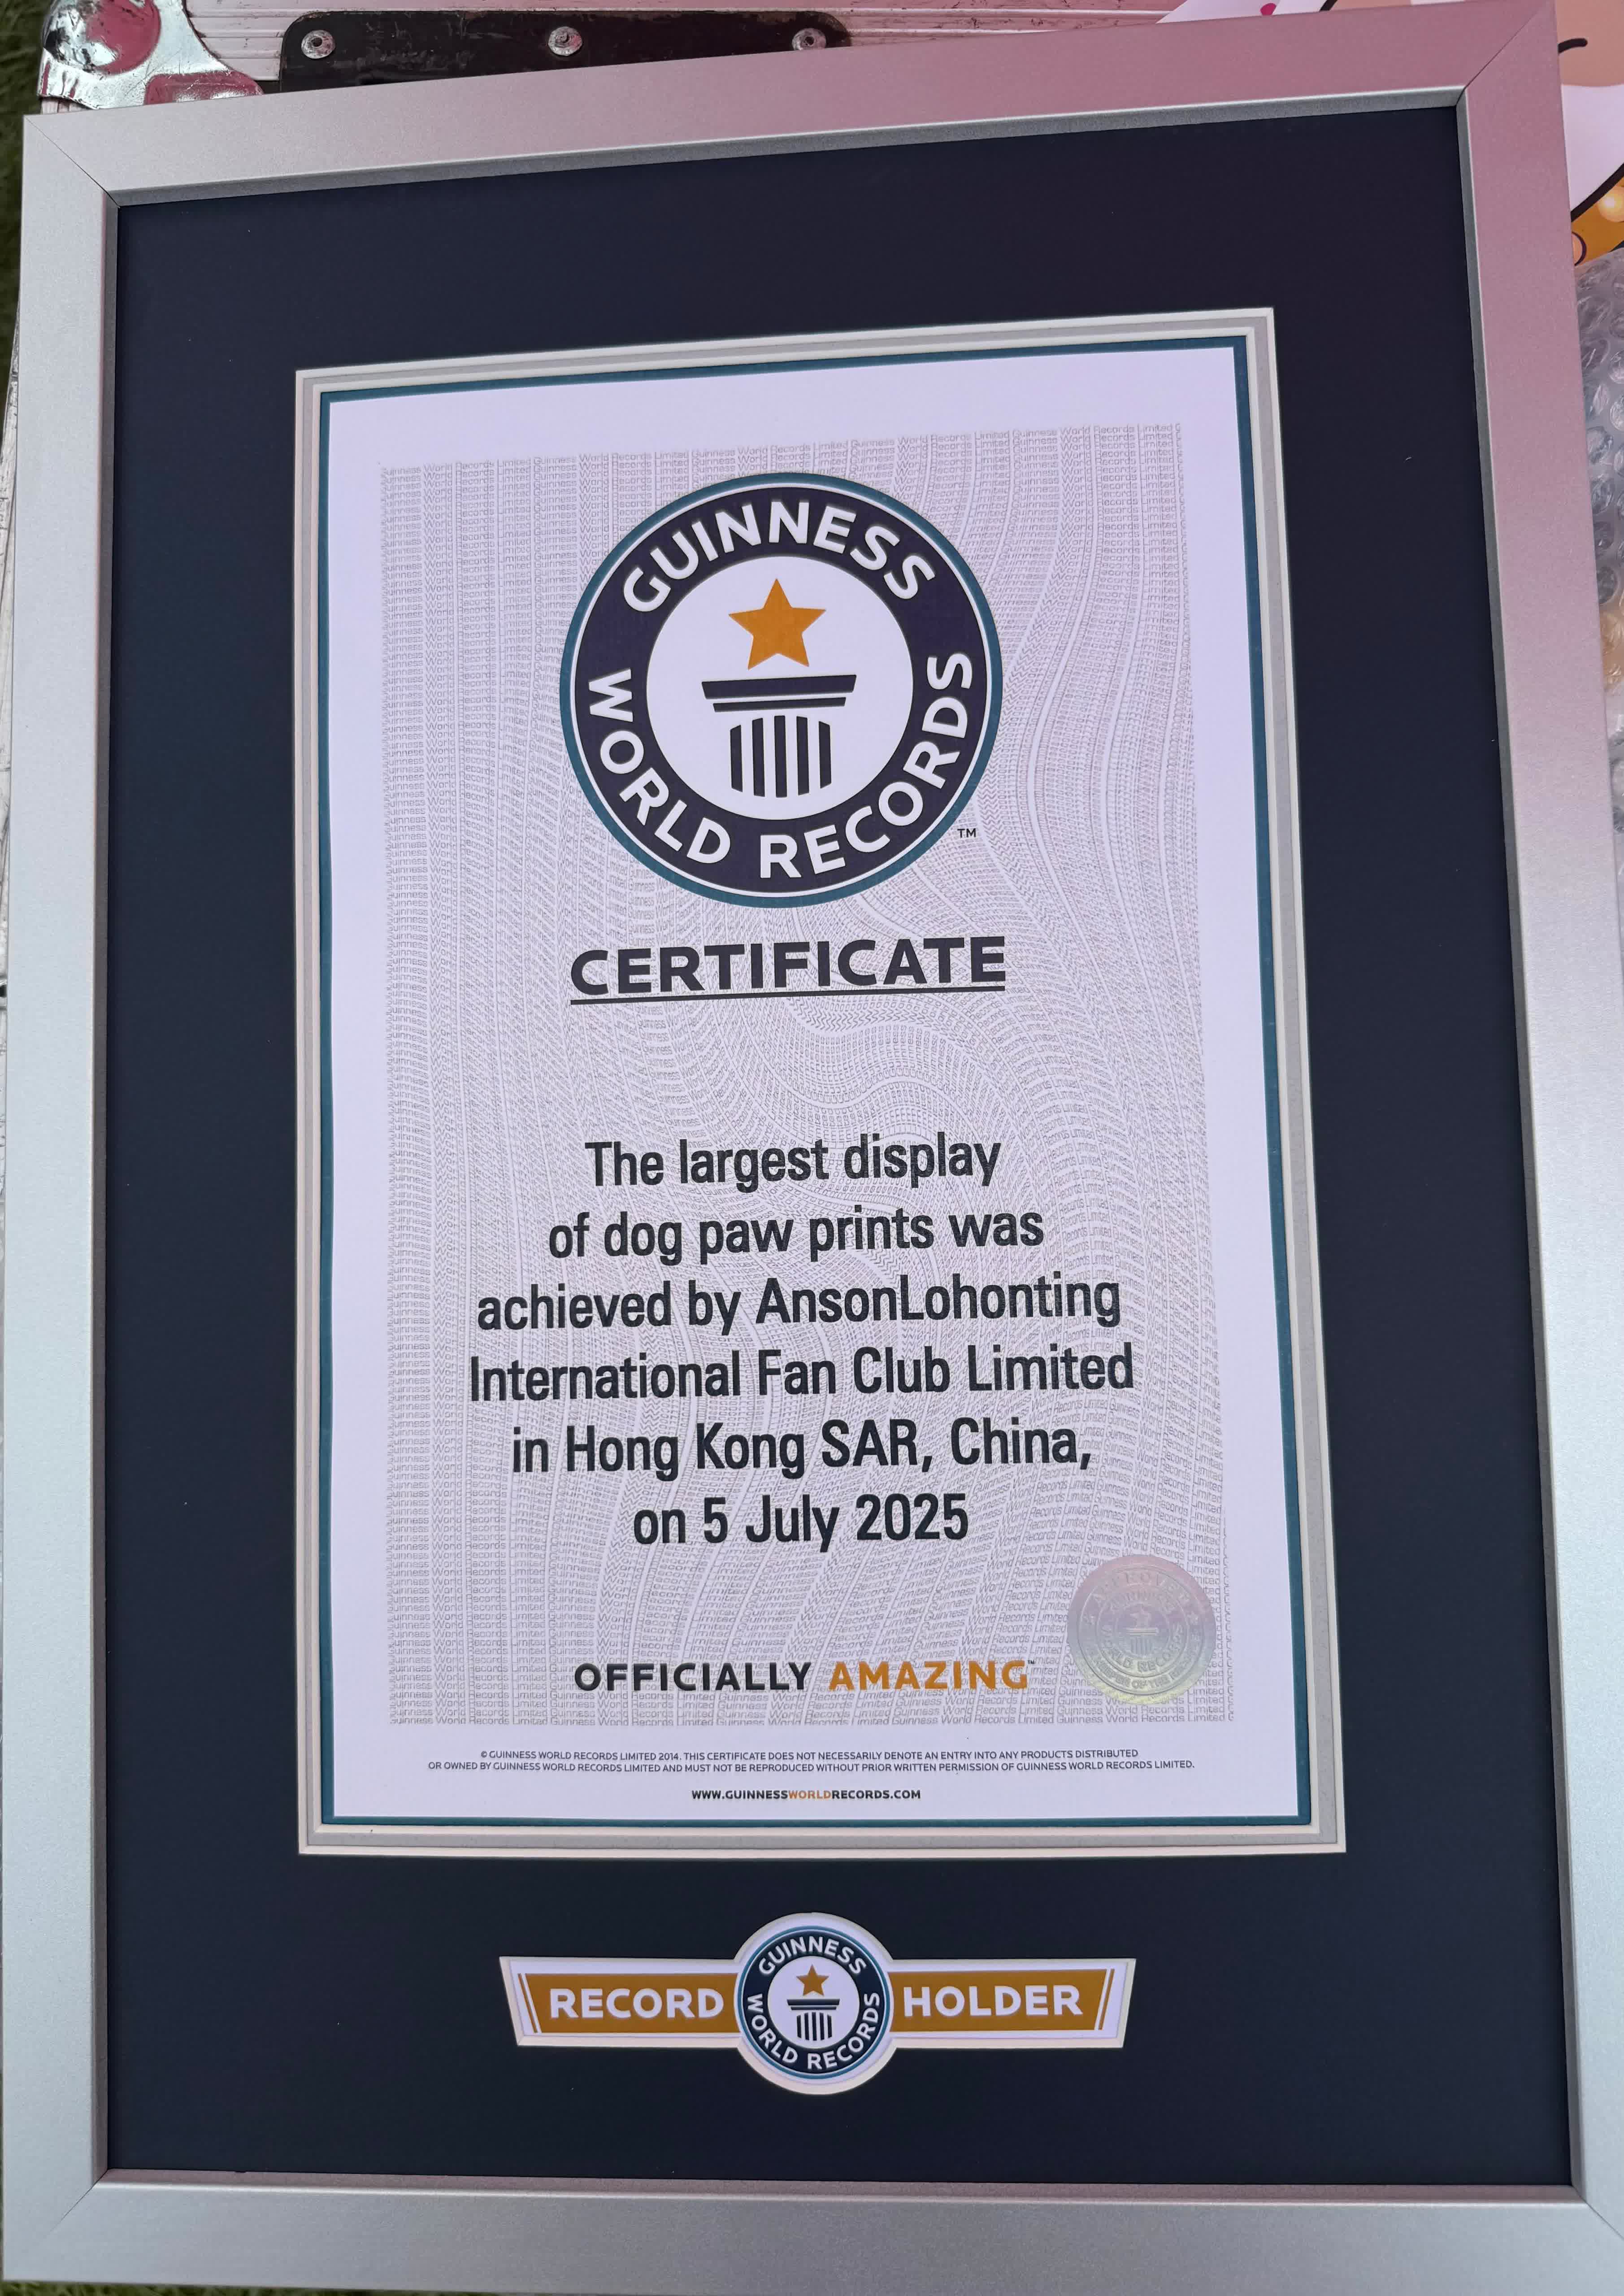 GUINNESS
WORLD RECORDS
TM
CERTIFICATE
The largest display
of dog paw prints was
achieved by AnsonLohonting
International Fan Club Limited
in Hong Kong SAR, China,
on 5 July 2025
OFFICIALLY AMAZING™
© GUINNESS WORLD RECORDS LIMITED 2014. THIS CERTIFICATE DOES NOT NECESSARILY DENOTE AN ENTRY INTO ANY PRODUCTS DISTRIBUTED
OR OWNED BY GUINNESS WORLD RECORDS LIMITED AND MUST NOT BE REPRODUCED WITHOUT PRIOR WRITTEN PERMISSION OF GUINNESS WORLD RECORDS LIMITED.
WWW.GUINNESSWORLDRECORDS.COM
RECORD
GUINNESS
WORLD RECORDS
HOLDER